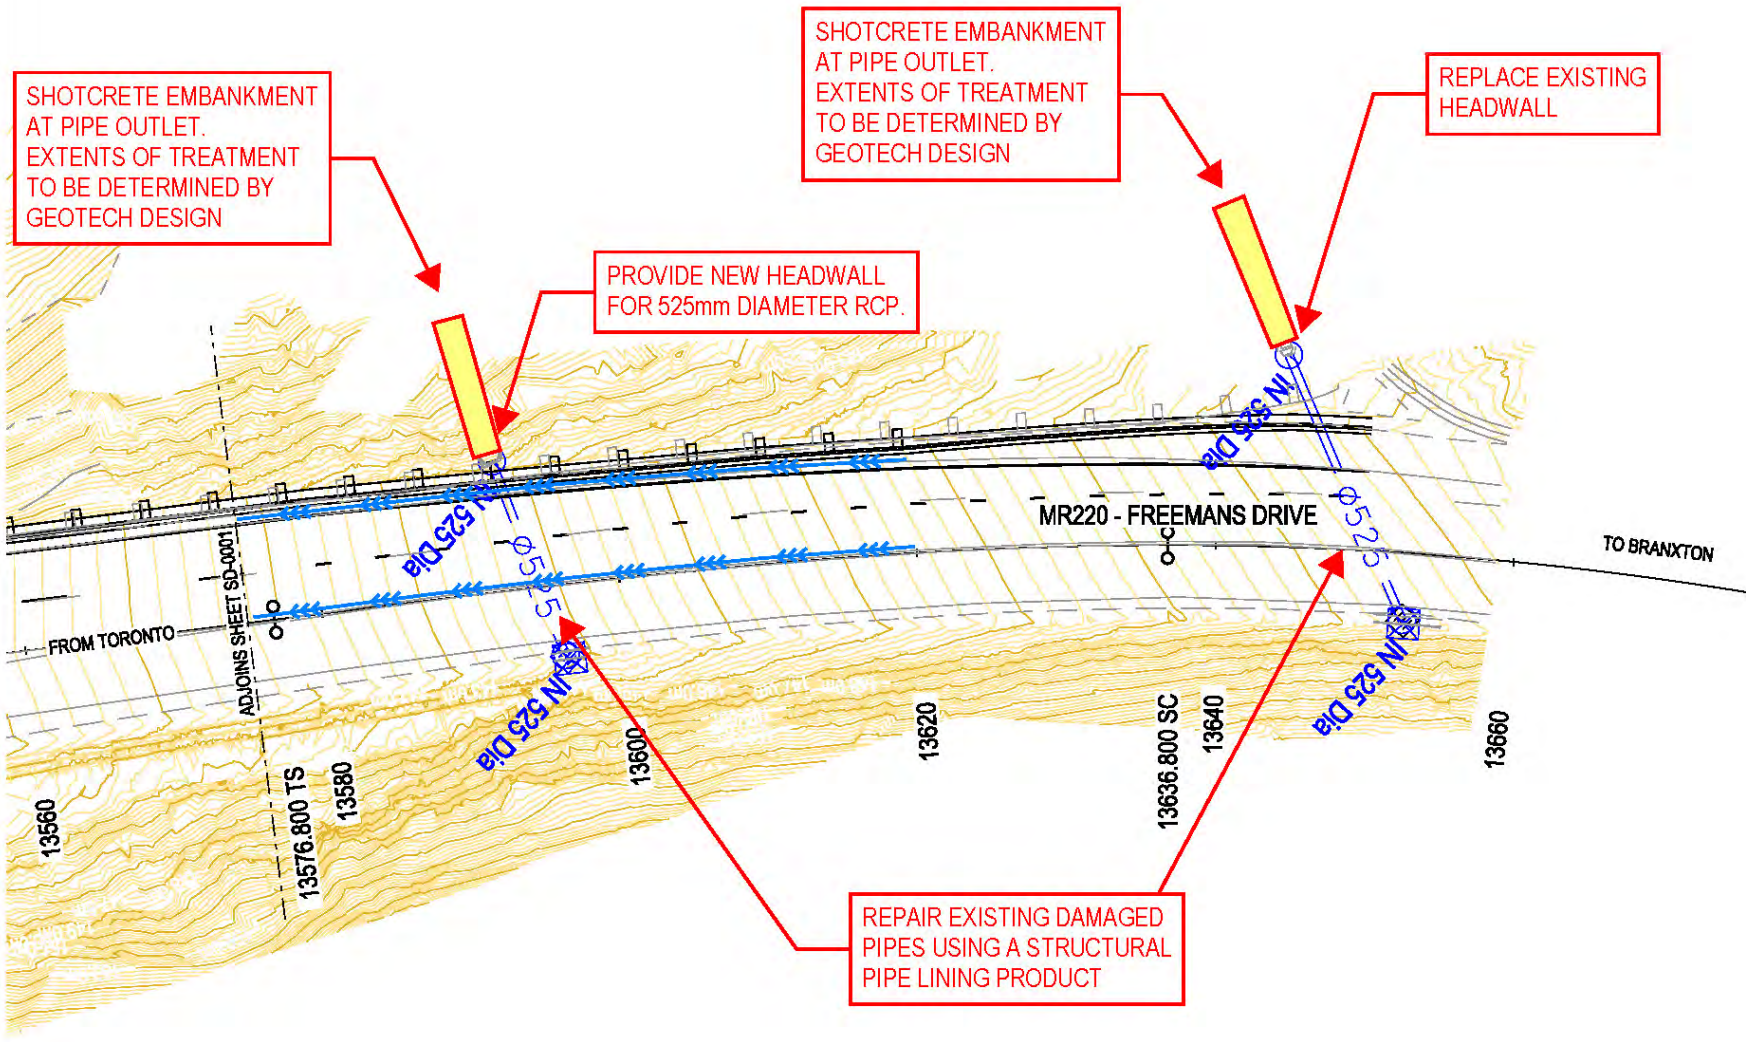 SHOTCRETE EMBANKMENT
AT PIPE OUTLET.
EXTENTS OF TREATMENT
TO BE DETERMINED BY
GEOTECH DESIGN
SHOTCRETE EMBANKMENT
AT PIPE OUTLET.
EXTENTS OF TREATMENT
TO BE DETERMINED BY
GEOTECH DESIGN
REPLACE EXISTING
HEADWALL
PROVIDE NEW HEADWALL
FOR 525mm DIAMETER RCP.
IN 525 Dia
IN 525 Dia
Ø525
Ø525
MR220 - FREEMANS DRIVE
TO BRANXTON
FROM TORONTO
ADJOINS SHEET SD-0001
IN 525 Dia
IN 525 Dia
13560
13576.800 TS
13580
13600
13620
13636.800 SC
13640
13660
REPAIR EXISTING DAMAGED
PIPES USING A STRUCTURAL
PIPE LINING PRODUCT